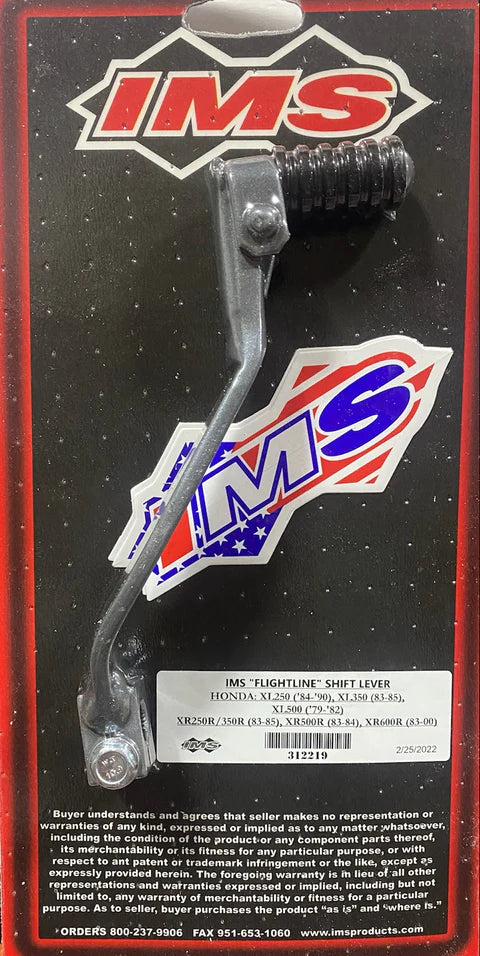 IMS
IMS
IMS "FLIGHTLINE" SHIFT LEVER
HONDA: XL250 ('84-'90), XL350 (83-85),
XL500 ('79-'82)
XR250R/350R (83-85), XR500R (83-84), XR600R (83-00)
IMS
312219
2/25/2022
Buyer understands and agrees that seller makes no representation or
warranties of any kind, expressed or implied as to any matter whatsoever,
including the condition of the product or any component parts thereof,
its merchantability or its fitness for any particular purpose, or with
respect to ant patent or trademark infringement or the like, except as
expressly provided herein. The foregoing warranty is in lieu of all other
representations and warranties expressed or implied, including but not
limited to, any warranty of merchantability or fitness for a particular
purpose. As to seller, buyer purchases the product "as is" and "where is."
ORDERS 800-237-9906 FAX 951-653-1060 www.imsproducts.com